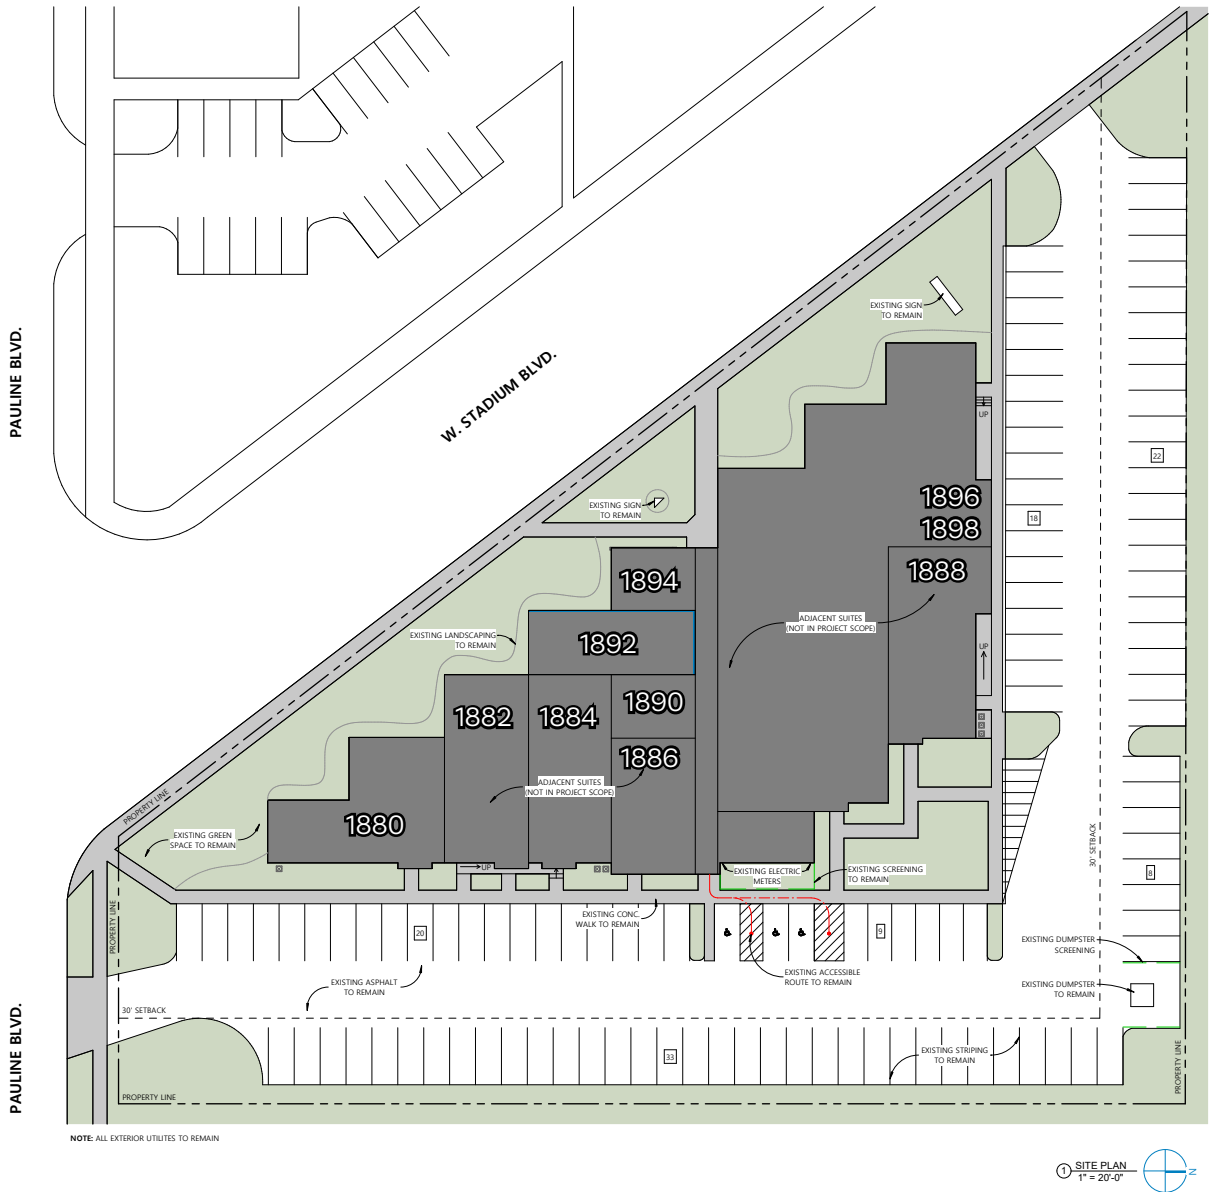 PAULINE BLVD.
W. STADIUM BLVD.
EXISTING SIGN
TO REMAIN
UP
1896
1898
22
18
EXISTING SIGN
TO REMAIN
1894
1888
EXISTING LANDSCAPING
TO REMAIN
1892
ADJACENT SUITES
(NOT IN PROJECT SCOPE)
UP
1882
1884
1890
1886
ADJACENT SUITES
(NOT IN PROJECT SCOPE)
PROPERTY LINE
1880
EXISTING GREEN
SPACE TO REMAIN
30' SETBACK
UP
EXISTING ELECTRIC
METERS
EXISTING SCREENING
TO REMAIN
8
PROPERTY LINE
EXISTING CONC.
WALK TO REMAIN
20
9
EXISTING DUMPSTER
SCREENING
EXISTING ACCESSIBLE
ROUTE TO REMAIN
EXISTING ASPHALT
TO REMAIN
EXISTING DUMPSTER
TO REMAIN
30' SETBACK
PAULINE BLVD.
33
EXISTING STRIPING
TO REMAIN
PROPERTY LINE
PROPERTY LINE
NOTE: ALL EXTERIOR UTILITES TO REMAIN
1
SITE PLAN
1" = 20'-0"
N